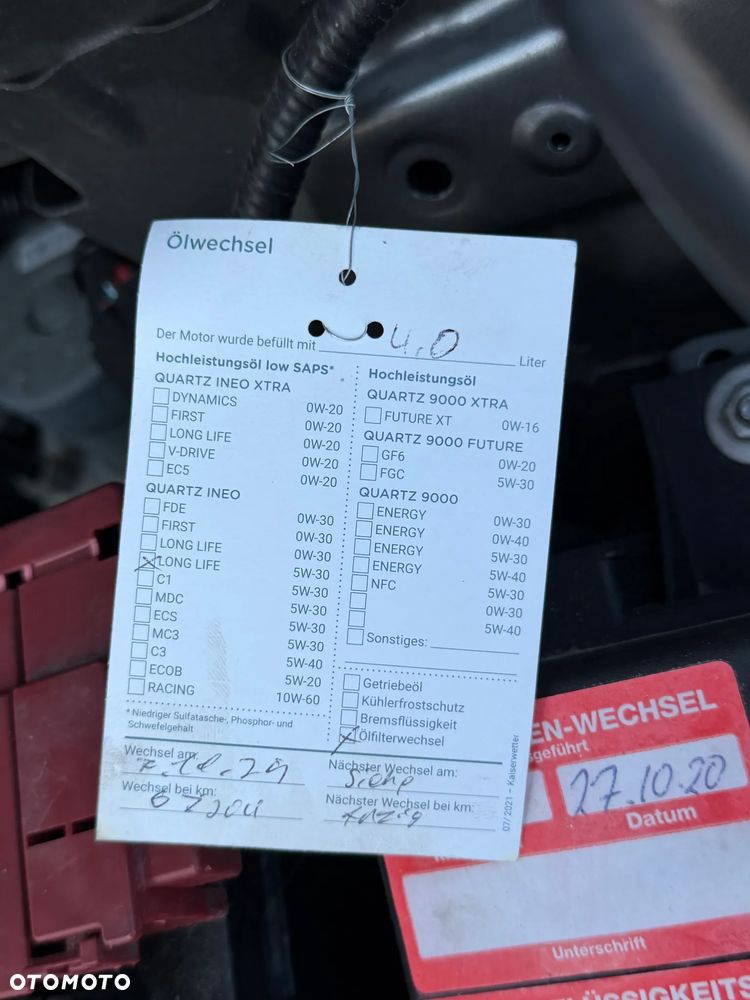 Ölwechsel
Der Motor wurde befüllt mit 4,0 Liter
Hochleistungsöl low SAPS*
QUARTZ INEO XTRA
DYNAMICS 0W-20
FIRST 0W-20
LONG LIFE 0W-20
V-DRIVE 0W-20
EC5 0W-20
QUARTZ INEO
FDE 0W-30
FIRST 0W-30
LONG LIFE 0W-30
LONG LIFE 5W-30
C1 5W-30
MDC 5W-30
ECS 5W-30
MC3 5W-30
C3 5W-40
ECOB 5W-20
RACING 10W-60
* Niedriger Sulfatasche-, Phosphor- und
Schwefelgehalt
Hochleistungsöl
QUARTZ 9000 XTRA
FUTURE XT 0W-16
QUARTZ 9000 FUTURE
GF6 0W-20
FGC 5W-30
QUARTZ 9000
ENERGY 0W-30
ENERGY 0W-40
ENERGY 5W-30
ENERGY 5W-40
NFC 5W-30
0W-30
5W-40
Sonstiges:
Getriebeöl
Kühlerfrostschutz
Bremsflüssigkeit
Ölfilterwechsel
Wechsel am:
Nächster Wechsel am:
Wechsel bei km:
Nächster Wechsel bei km:
07/2021 – Kaiserwetter
EN-WECHSEL
geführt
27.10.20
Datum
Unterschrift
SSIGKEITS
OTOMOTO